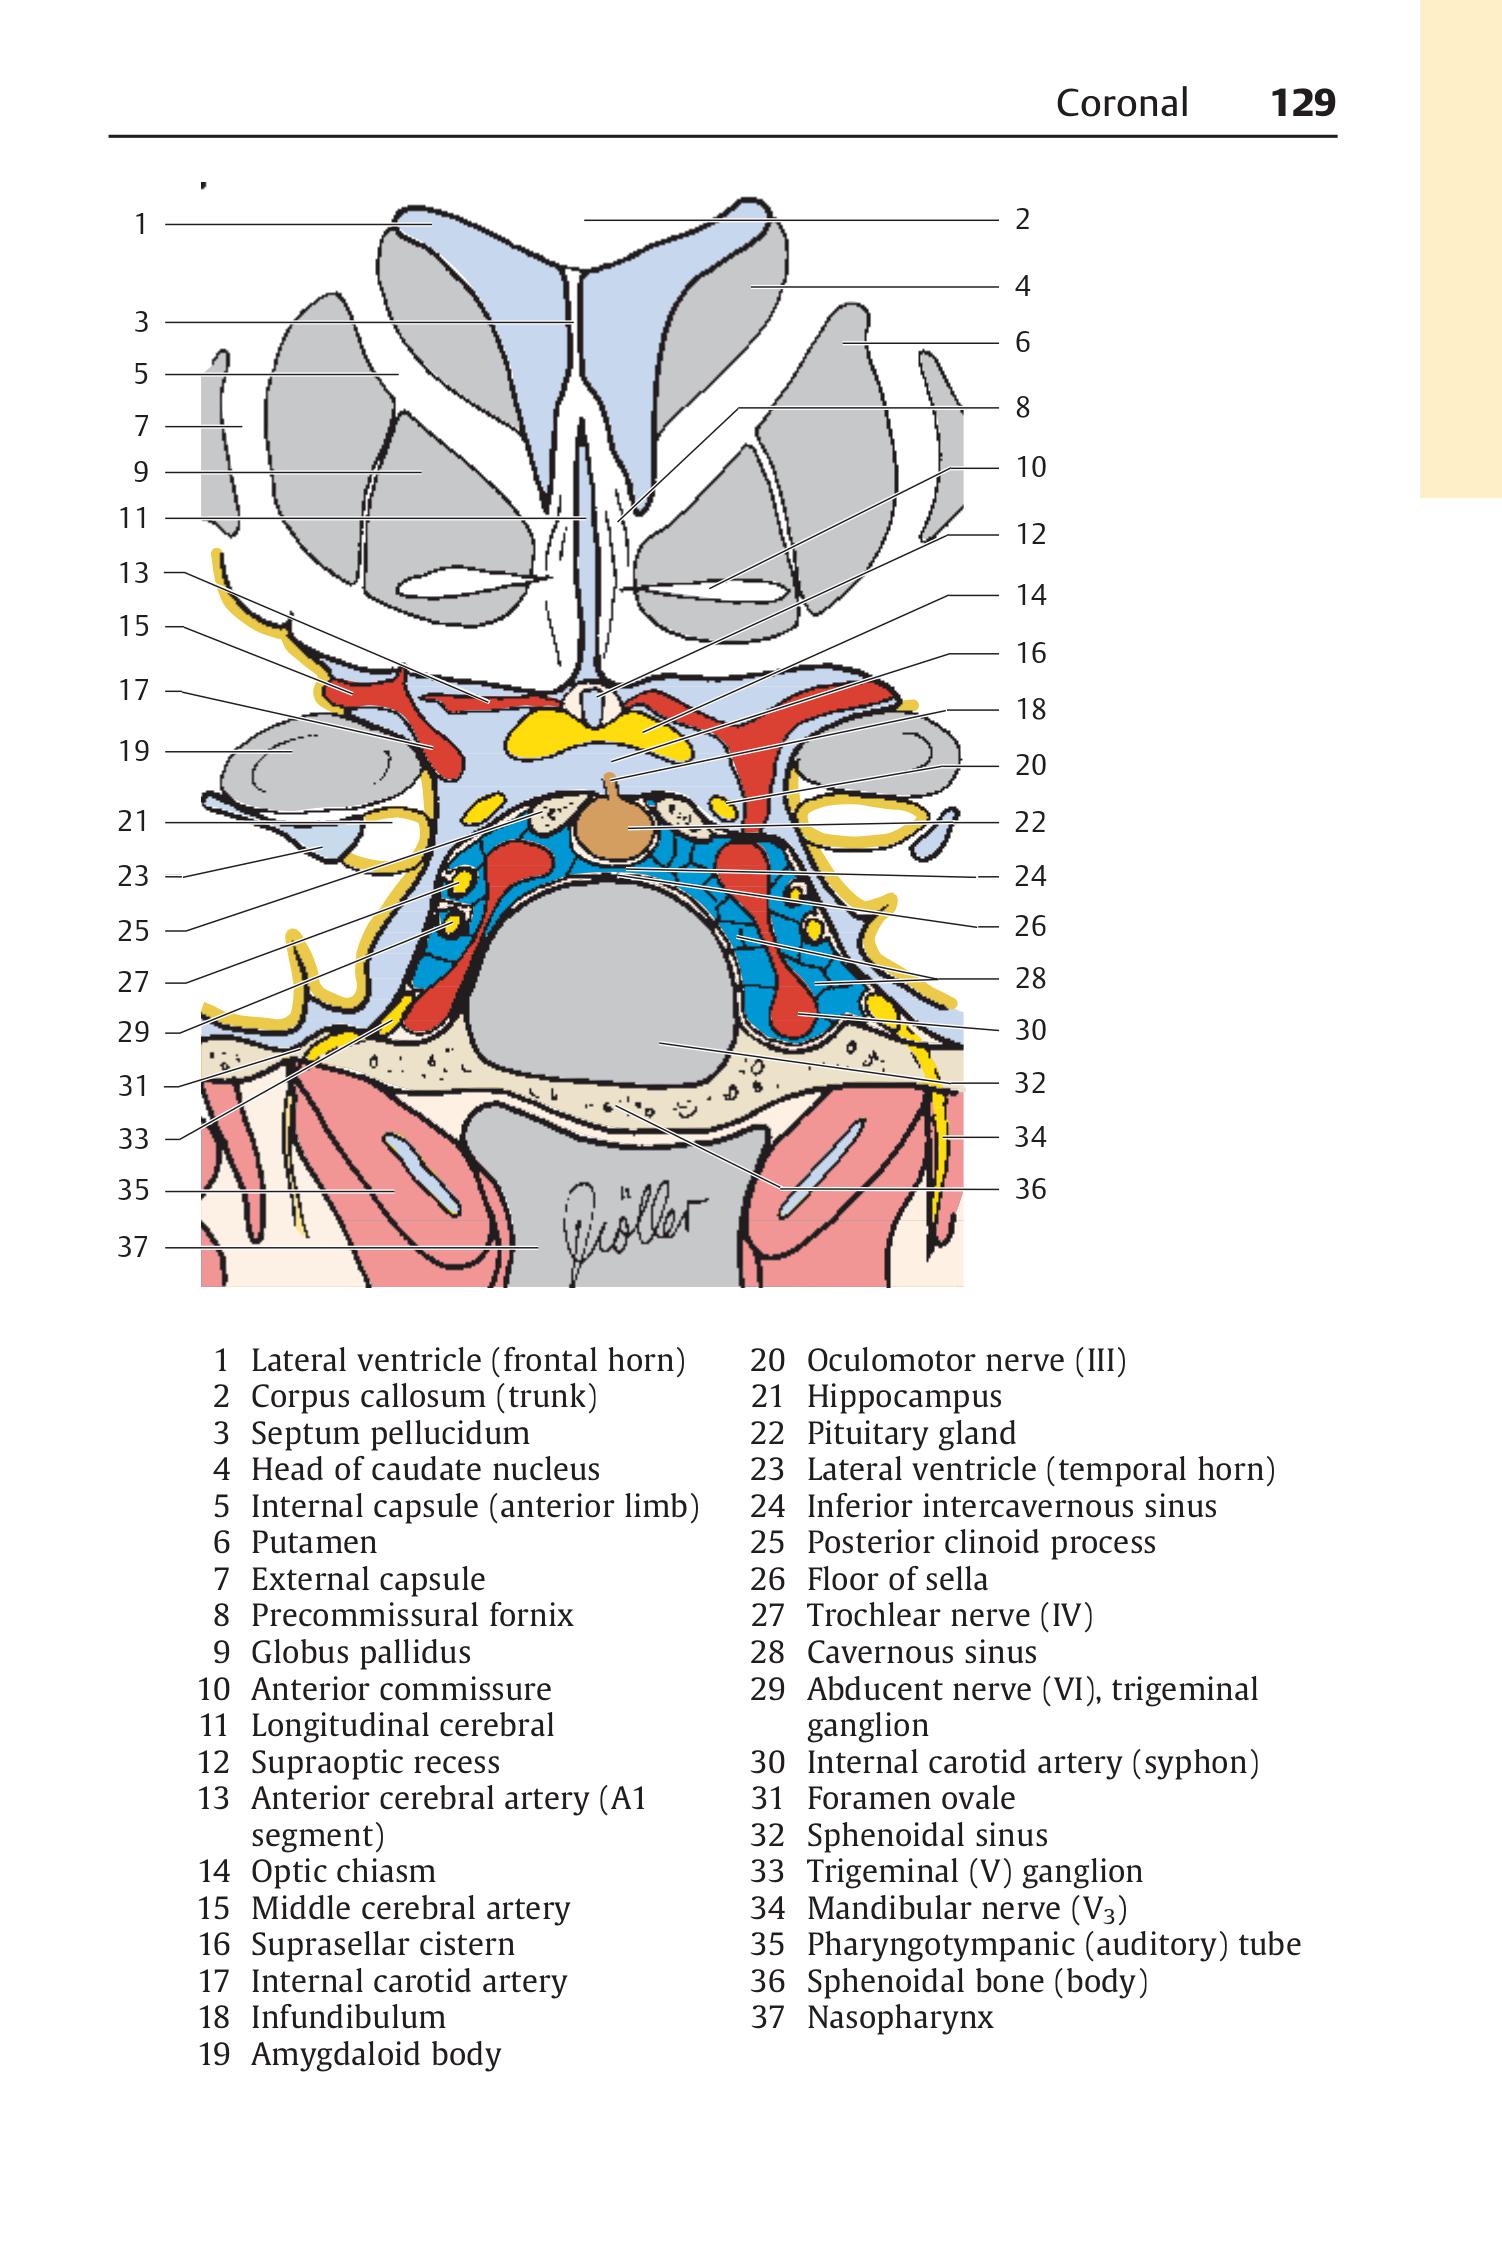 Coronal 129
1
2
3
4
5
6
7
8
9
10
11
12
13
14
15
16
17
18
19
20
21
22
23
24
25
26
27
28
29
30
31
32
33
34
35
36
37
1 Lateral ventricle (frontal horn)
2 Corpus callosum (trunk)
3 Septum pellucidum
4 Head of caudate nucleus
5 Internal capsule (anterior limb)
6 Putamen
7 External capsule
8 Precommissural fornix
9 Globus pallidus
10 Anterior commissure
11 Longitudinal cerebral
12 Supraoptic recess
13 Anterior cerebral artery (A1
segment)
14 Optic chiasm
15 Middle cerebral artery
16 Suprasellar cistern
17 Internal carotid artery
18 Infundibulum
19 Amygdaloid body
20 Oculomotor nerve (III)
21 Hippocampus
22 Pituitary gland
23 Lateral ventricle (temporal horn)
24 Inferior intercavernous sinus
25 Posterior clinoid process
26 Floor of sella
27 Trochlear nerve (IV)
28 Cavernous sinus
29 Abducent nerve (VI), trigeminal
ganglion
30 Internal carotid artery (syphon)
31 Foramen ovale
32 Sphenoidal sinus
33 Trigeminal (V) ganglion
34 Mandibular nerve (V₃)
35 Pharyngotympanic (auditory) tube
36 Sphenoidal bone (body)
37 Nasopharynx